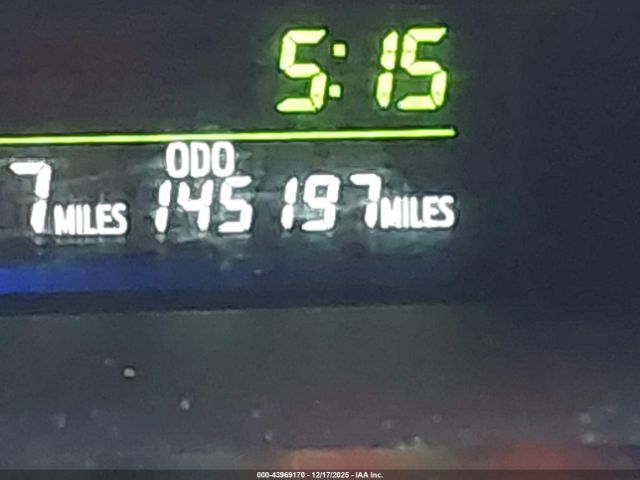 5:15
ODO
7 MILES 145197 MILES
000-43969170 - 12/17/2025 - IAA Inc.